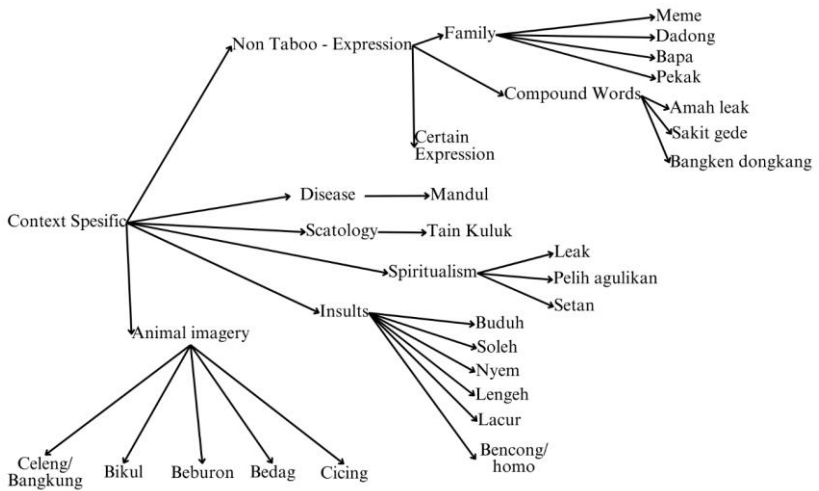 Meme
Family
Dadong
Non Taboo - Expression
Bapa
Pekak
Compound Words
Amah leak
Sakit gede
Certain
Expression
Bangken dongkang
Disease
Mandul
Context Spesific
Scatology
Tain Kuluk
Leak
Spiritualism
Pelih agulikan
Setan
Insults
Buduh
Animal imagery
Soleh
Nyem
Lengeh
Lacur
Bencong/
homo
Celeng/
Bangkung
Bikul
Beburon
Bedag
Cicing